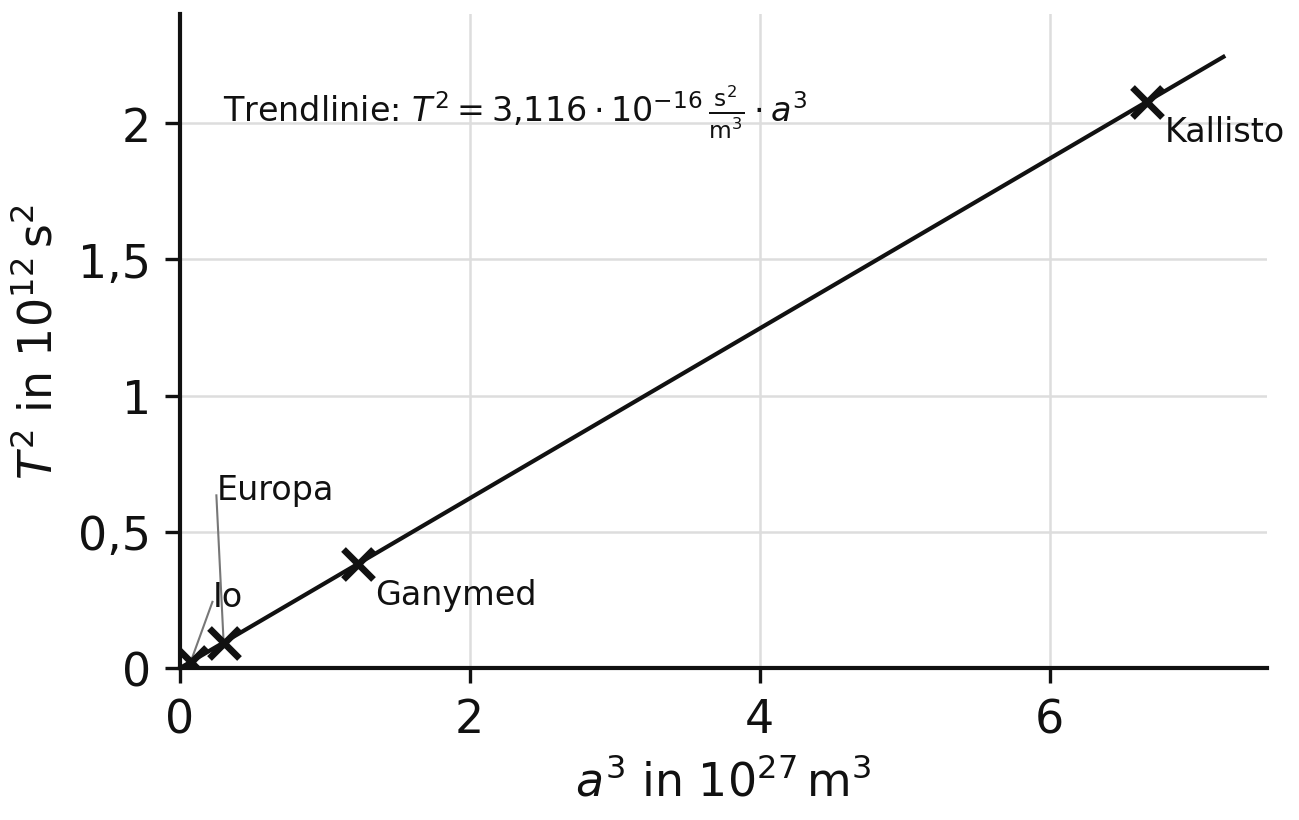 Trendlinie: T² = 3,116 · 10⁻¹⁶ s²/m³ · a³
2
Kallisto
1,5
T² in 10¹² s²
1
Europa
0,5
Io
Ganymed
0
0 2 4 6
a³ in 10²⁷ m³